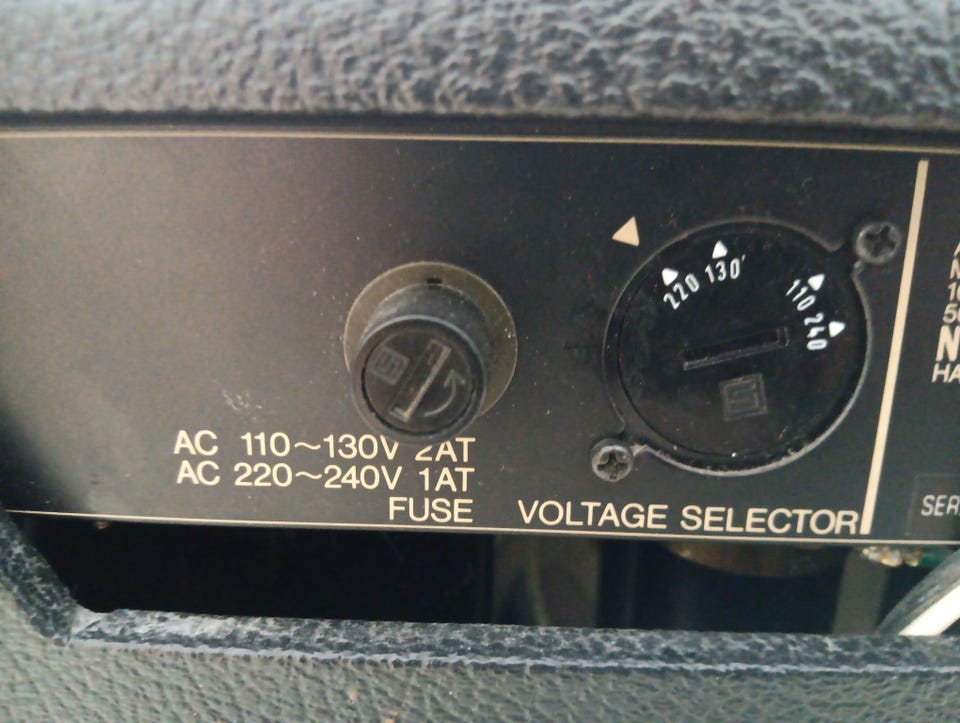 220 130 110 240
AC 110~130V 2AT
AC 220~240V 1AT
FUSE
VOLTAGE SELECTOR